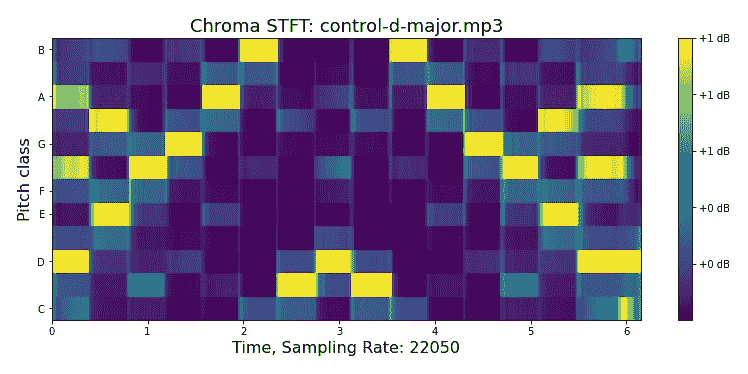 Chroma STFT: control-d-major.mp3
Pitch class
B
A
G
F
E
D
C
0 1 2 3 4 5 6
Time, Sampling Rate: 22050
+1 dB
+1 dB
+1 dB
+0 dB
+0 dB